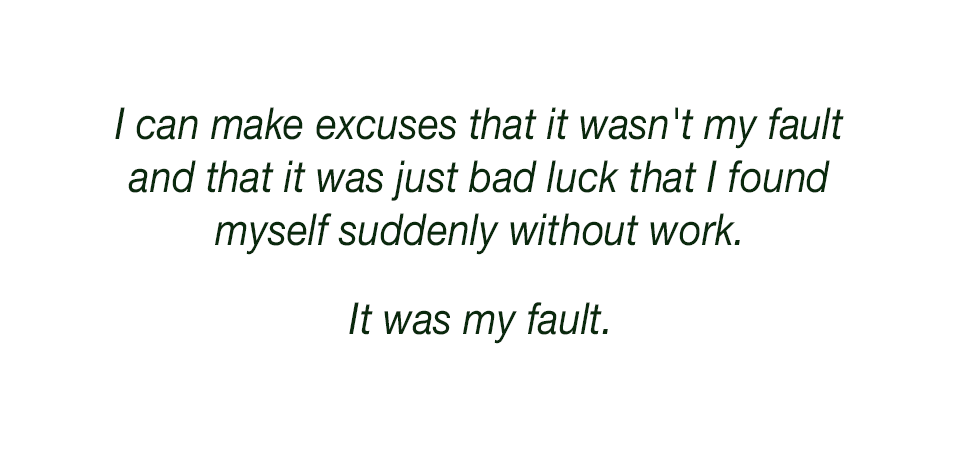 I can make excuses that it wasn't my fault
and that it was just bad luck that I found
myself suddenly without work.
It was my fault.